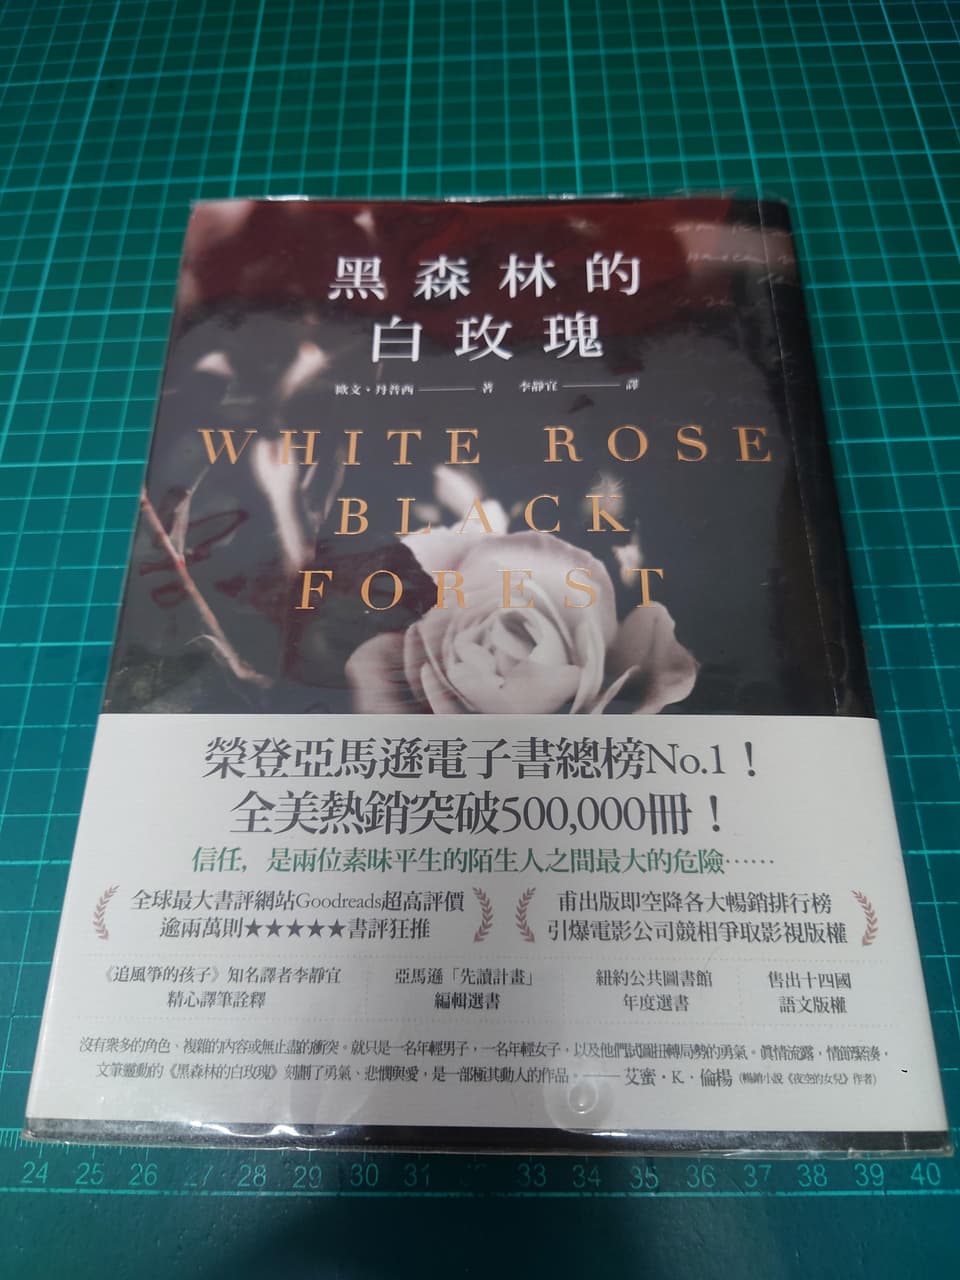 黑森林的
白玫瑰
歐文・丹普西 著 李靜宜 譯
WHITE ROSE
BLACK
FOREST
榮登亞馬遜電子書總榜No.1！
全美熱銷突破500,000冊！
信任，是兩位素昧平生的陌生人之間最大的危險……
全球最大書評網站Goodreads超高評價
逾兩萬則★★★★★書評狂推
甫出版即空降各大暢銷排行榜
引爆電影公司競相爭取影視版權
《追風箏的孩子》知名譯者李靜宜
精心譯筆詮釋
亞馬遜「先讀計畫」
編輯選書
紐約公共圖書館
年度選書
售出十四國
語文版權
沒有眾多的角色、複雜的內容或無止盡的衝突。就只是一名年輕男子，一名年輕女子，以及他們試圖扭轉局勢的勇氣。真情流露，情節緊湊，
文筆靈動的《黑森林的白玫瑰》刻劃了勇氣、悲憫與愛，是一部極其動人的作品。——艾蜜・K・倫楊（暢銷小說《夜空的女兒》作者）
24 25 26 27 28 29 30 31 33 34 35 36 37 38 39 40